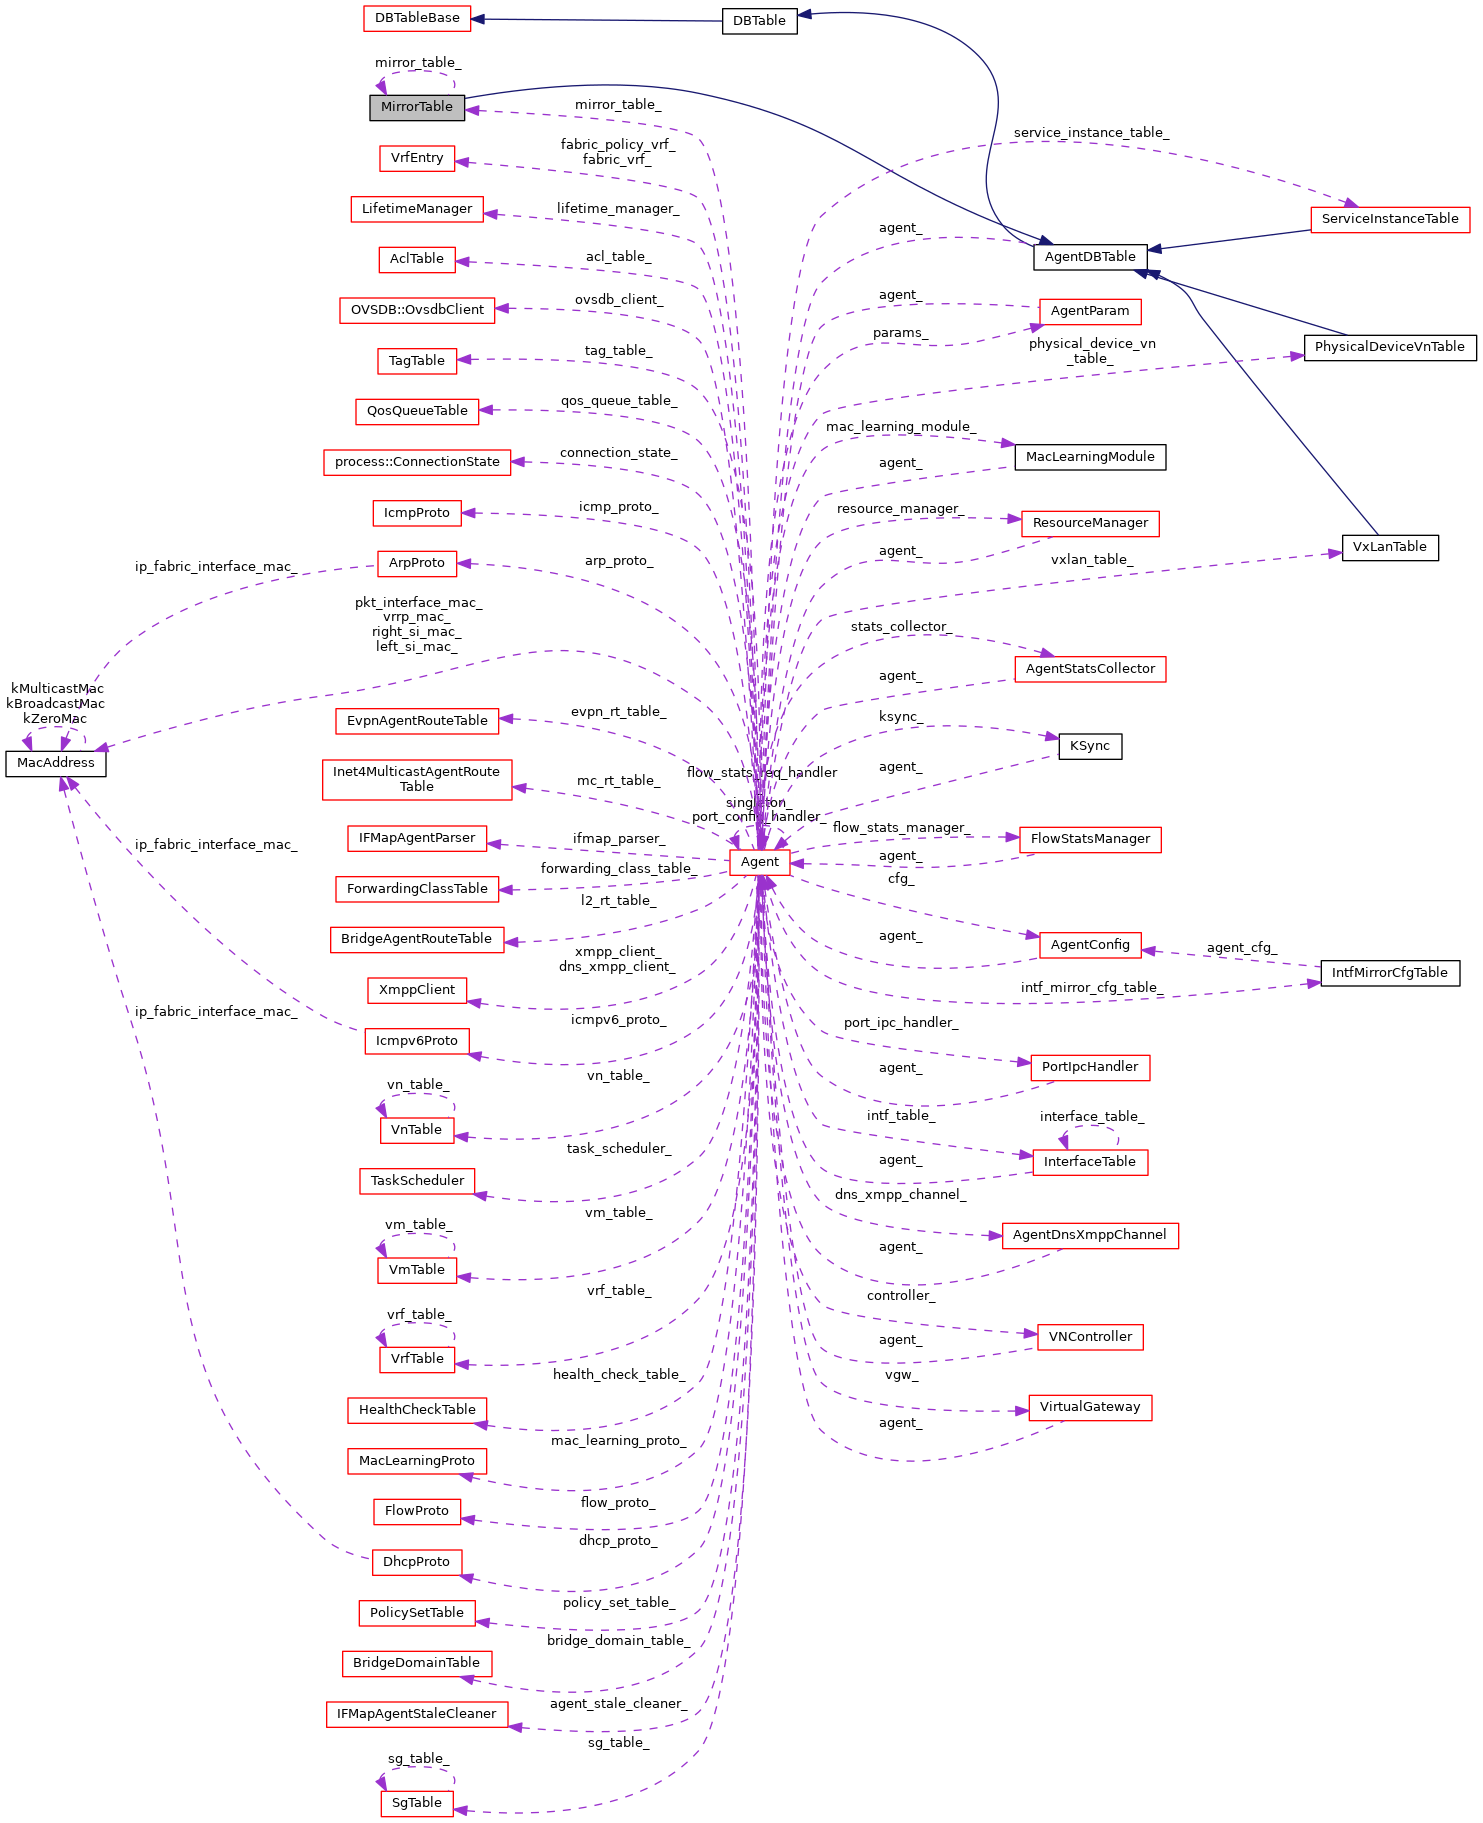 DBTableBase
DBTable
mirror_table_
MirrorTable
mirror_table_
service_instance_table_
fabric_policy_vrf_
fabric_vrf_
VrfEntry
lifetime_manager_
LifetimeManager
ServiceInstanceTable
agent_
acl_table_
AclTable
AgentDBTable
ovsdb_client_
OVSDB::OvsdbClient
agent_
AgentParam
params_
physical_device_vn
_table_
PhysicalDeviceVnTable
tag_table_
TagTable
qos_queue_table_
QosQueueTable
mac_learning_module_
MacLearningModule
connection_state_
process::ConnectionState
agent_
icmp_proto_
IcmpProto
resource_manager_
ResourceManager
agent_
vxlan_table_
VxLanTable
ip_fabric_interface_mac_
ArpProto
arp_proto_
pkt_interface_mac_
vrrp_mac_
right_si_mac_
left_si_mac_
stats_collector_
AgentStatsCollector
agent_
kMulticastMac
kBroadcastMac
kZeroMac
MacAddress
evpn_rt_table_
EvpnAgentRouteTable
ksync_
KSync
agent_
mc_rt_table_
Inet4MulticastAgentRoute
Table
flow_stats_req_handler
_
singleton_
port_config_handler_
ifmap_parser_
IFMapAgentParser
flow_stats_manager_
FlowStatsManager
ip_fabric_interface_mac_
Agent
agent_
forwarding_class_table_
ForwardingClassTable
cfg_
l2_rt_table_
BridgeAgentRouteTable
agent_
AgentConfig
agent_cfg_
IntfMirrorCfgTable
xmpp_client_
dns_xmpp_client_
XmppClient
intf_mirror_cfg_table_
ip_fabric_interface_mac_
icmpv6_proto_
Icmpv6Proto
port_ipc_handler_
PortIpcHandler
agent_
vn_table_
vn_table_
VnTable
intf_table_
interface_table_
InterfaceTable
agent_
task_scheduler_
TaskScheduler
dns_xmpp_channel_
AgentDnsXmppChannel
vm_table_
vm_table_
VmTable
agent_
controller_
VNController
vrf_table_
vrf_table_
VrfTable
agent_
health_check_table_
HealthCheckTable
vgw_
VirtualGateway
agent_
mac_learning_proto_
MacLearningProto
flow_proto_
FlowProto
dhcp_proto_
DhcpProto
policy_set_table_
PolicySetTable
bridge_domain_table_
BridgeDomainTable
agent_stale_cleaner_
IFMapAgentStaleCleaner
sg_table_
sg_table_
SgTable